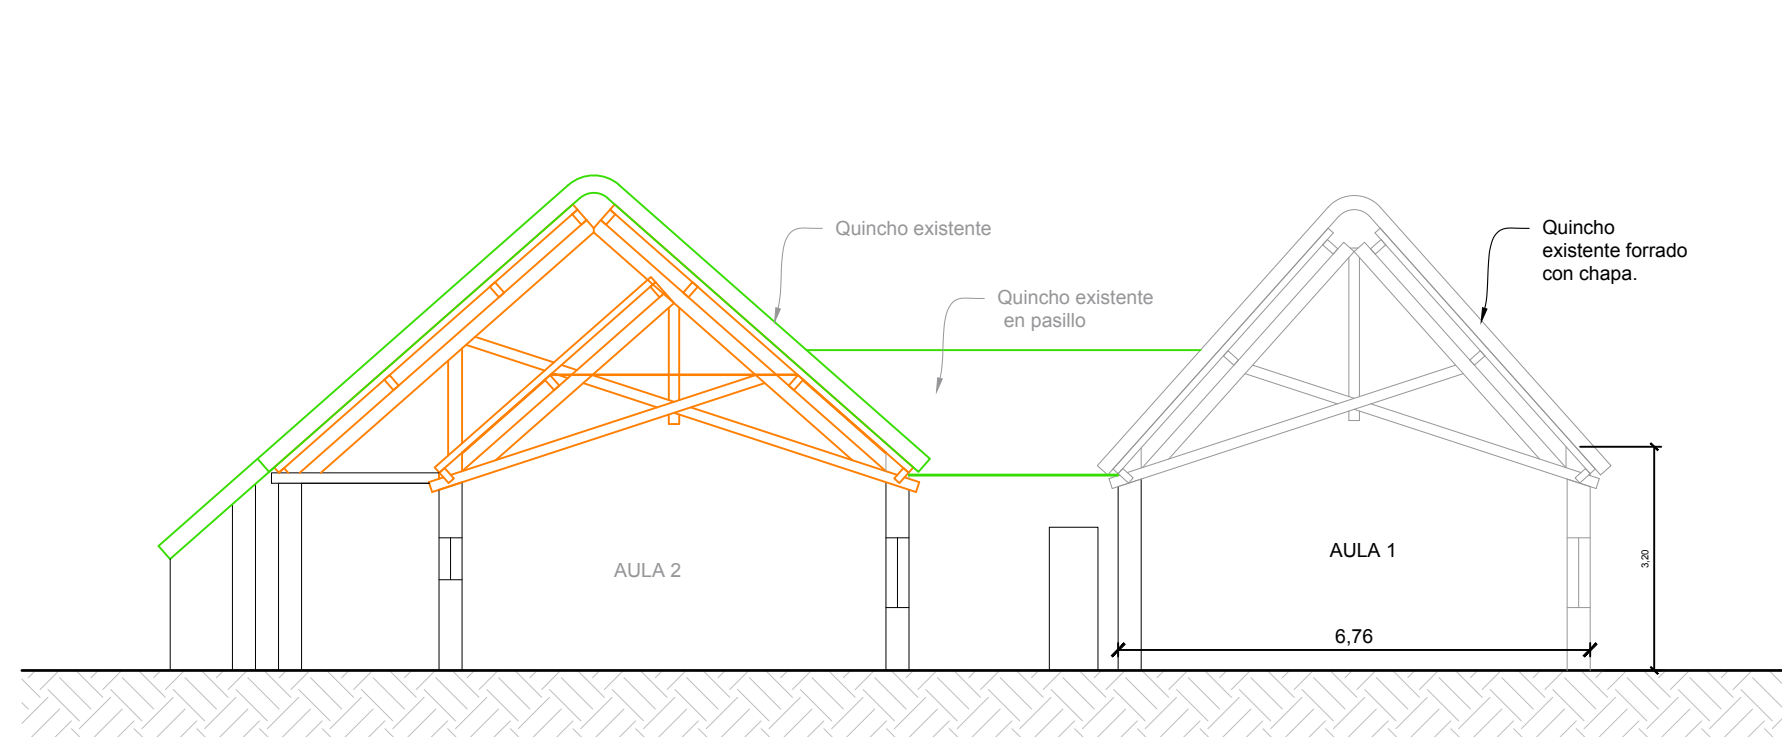 Quincho existente
Quincho existente
en pasillo
Quincho
existente forrado
con chapa.
AULA 2
AULA 1
3,20
6,76